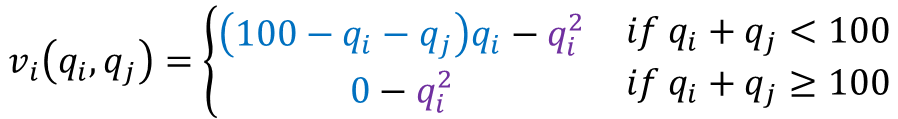 v_i(q_i, q_j) = { (100 − q_i − q_j)q_i − q_i^2   if q_i + q_j < 100
0 − q_i^2   if q_i + q_j ≥ 100